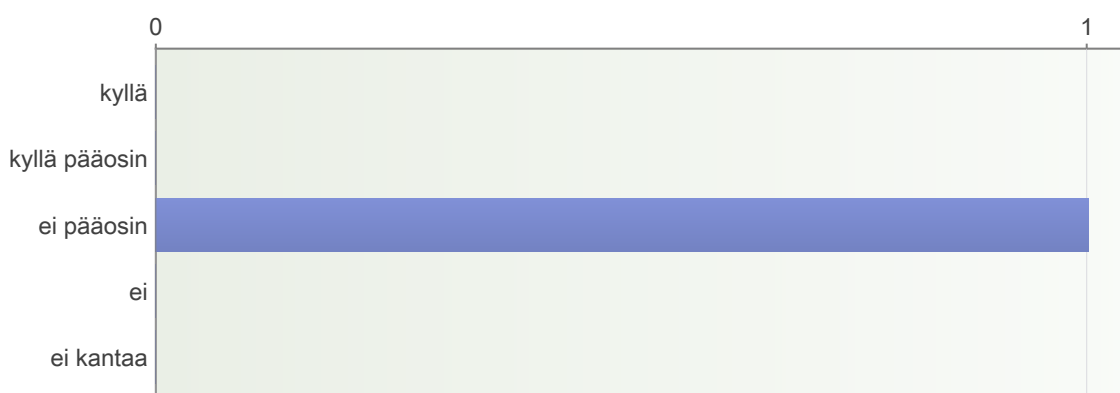 0 1
kyllä
kyllä pääosin
ei pääosin
ei
ei kantaa